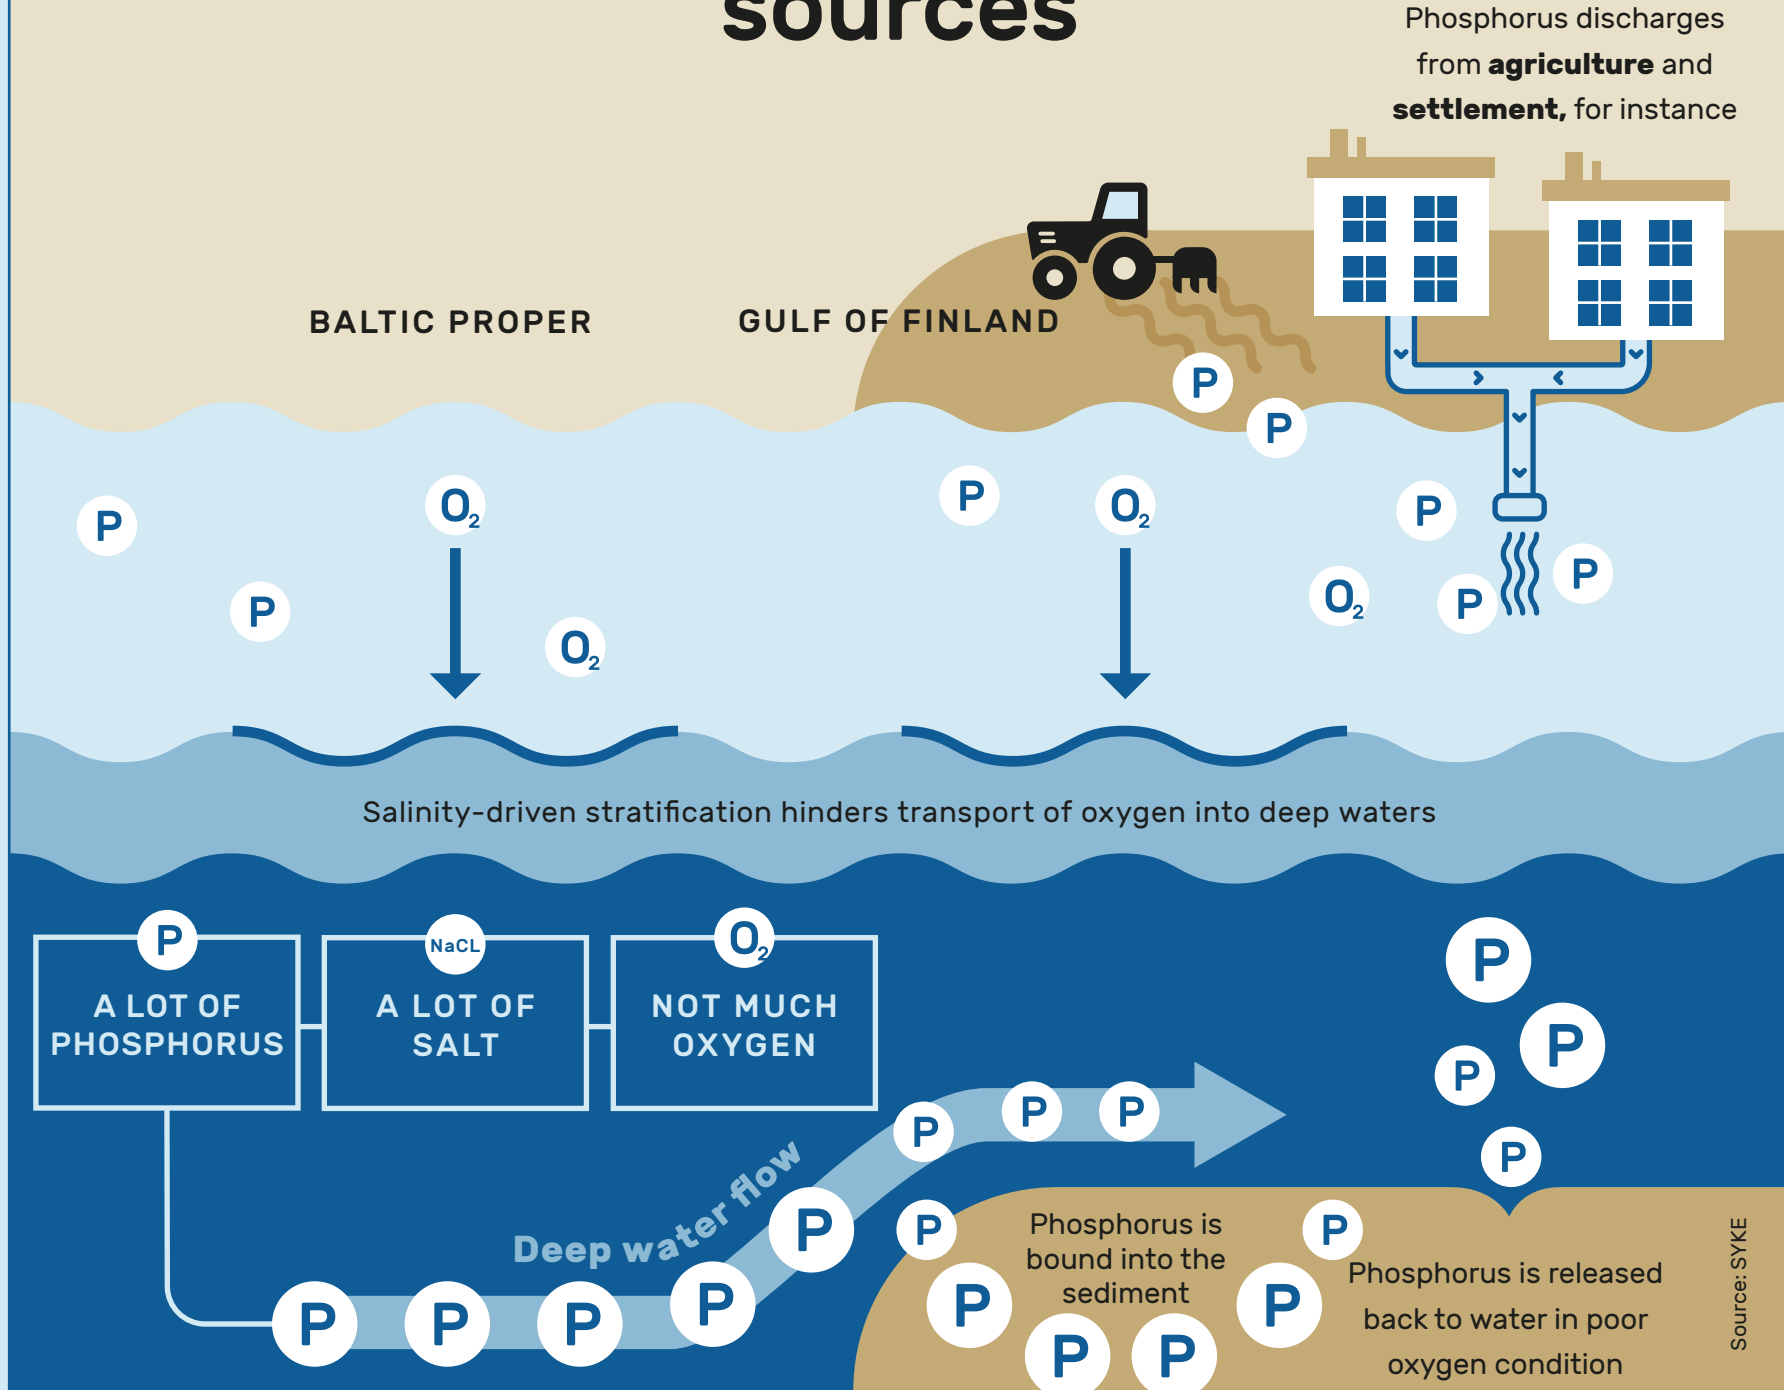 sources
Phosphorus discharges
from agriculture and
settlement, for instance
BALTIC PROPER
GULF OF FINLAND
P
P
P
O2
P
O2
P
P
O2
P
P
P
O2
Salinity-driven stratification hinders transport of oxygen into deep waters
P
A LOT OF
PHOSPHORUS
NaCL
A LOT OF
SALT
O2
NOT MUCH
OXYGEN
P
P
P
P
Deep water flow
P
P
P
P
P
P
P
P
P
Phosphorus is
bound into the
sediment
P
P
P
P
P
P
Phosphorus is released
back to water in poor
oxygen condition
Source: SYKE